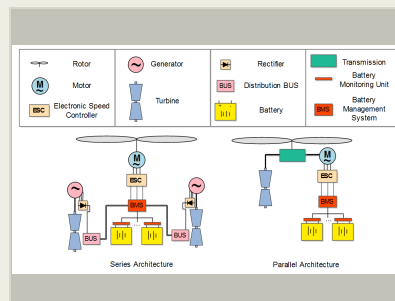 Rotor
Generator
Rectifier
Transmission
M
Motor
BUS
Distribution BUS
Battery
Monitoring Unit
ESC
Electronic Speed
Controller
Turbine
Battery
BMS
Battery
Management
System
M
ESC
BMS
BUS
...
BUS
Series Architecture
M
ESC
BMS
...
Parallel Architecture